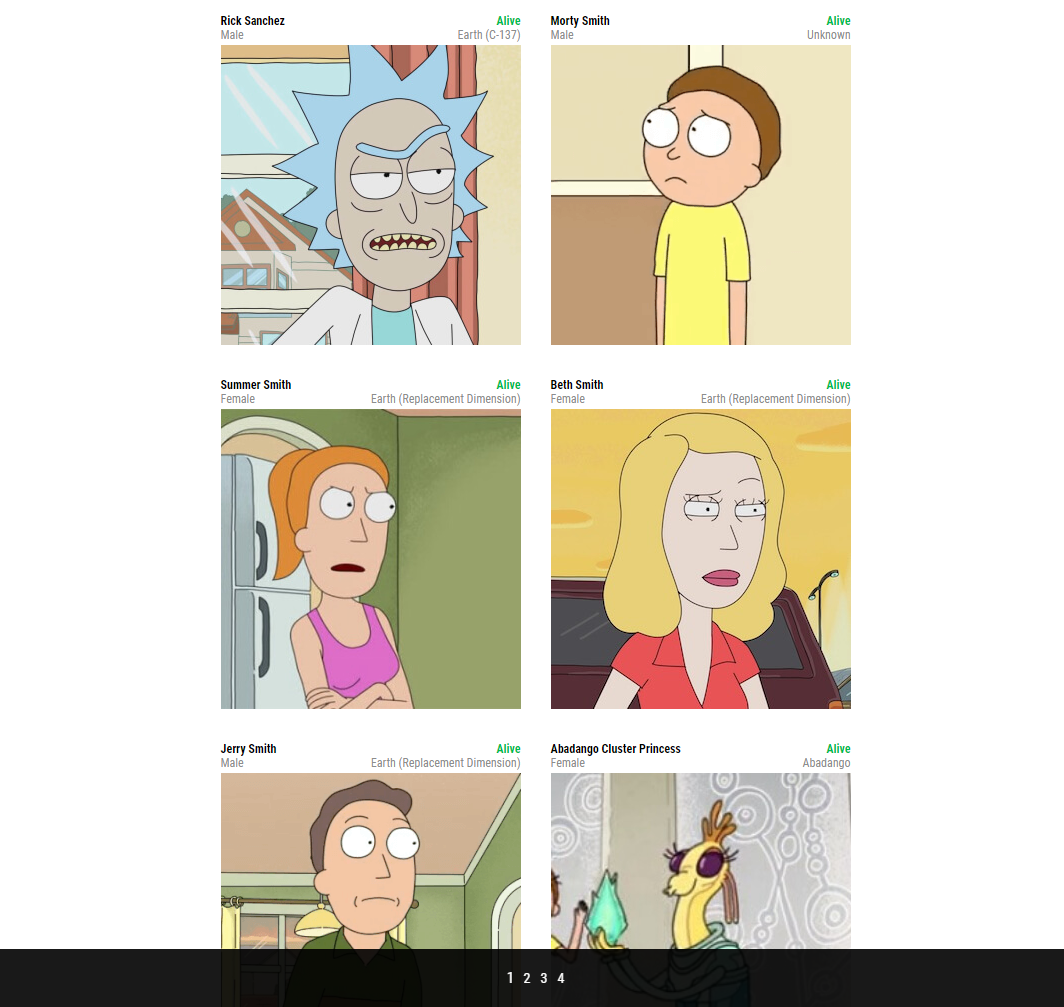 Rick Sanchez Alive
Male Earth (C-137)
Morty Smith Alive
Male Unknown
Summer Smith Alive
Female Earth (Replacement Dimension)
Beth Smith Alive
Female Earth (Replacement Dimension)
Jerry Smith Alive
Male Earth (Replacement Dimension)
Abadango Cluster Princess Alive
Female Abadango
1 2 3 4